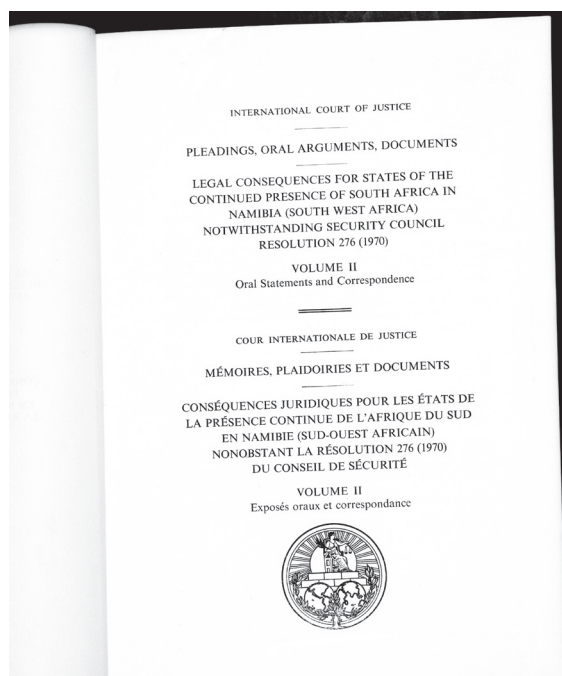 INTERNATIONAL COURT OF JUSTICE
PLEADINGS, ORAL ARGUMENTS, DOCUMENTS
LEGAL CONSEQUENCES FOR STATES OF THE
CONTINUED PRESENCE OF SOUTH AFRICA IN
NAMIBIA (SOUTH WEST AFRICA)
NOTWITHSTANDING SECURITY COUNCIL
RESOLUTION 276 (1970)
VOLUME II
Oral Statements and Correspondence
COUR INTERNATIONALE DE JUSTICE
MÉMOIRES, PLAIDOIRIES ET DOCUMENTS
CONSÉQUENCES JURIDIQUES POUR LES ÉTATS DE
LA PRÉSENCE CONTINUE DE L'AFRIQUE DU SUD
EN NAMIBIE (SUD-OUEST AFRICAIN)
NONOBSTANT LA RÉSOLUTION 276 (1970)
DU CONSEIL DE SÉCURITÉ
VOLUME II
Exposés oraux et correspondance